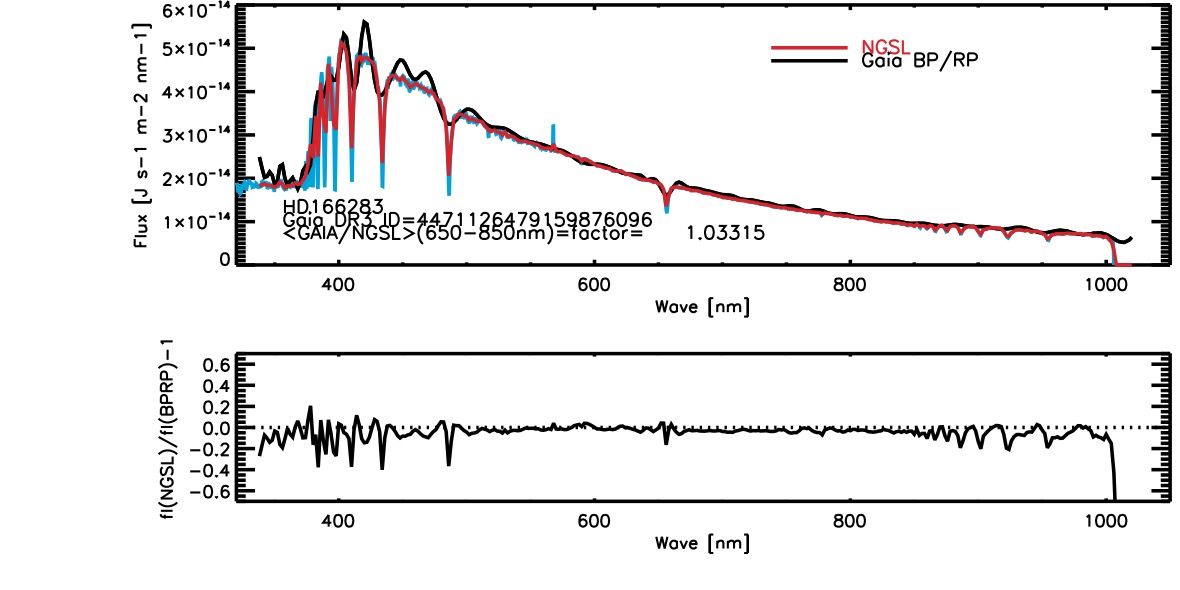 6×10⁻¹⁴
5×10⁻¹⁴
4×10⁻¹⁴
3×10⁻¹⁴
2×10⁻¹⁴
1×10⁻¹⁴
0
Flux [J s−1 m−2 nm−1]
NGSL
Gaia BP/RP
HD166283
Gaia DR3 ID=4471126479159876096
<GAIA/NGSL>(650−850nm)=factor= 1.03315
400 600 800 1000
Wave [nm]
fl(NGSL)/fl(BPRP)−1
0.6
0.4
0.2
0.0
−0.2
−0.4
−0.6
400 600 800 1000
Wave [nm]